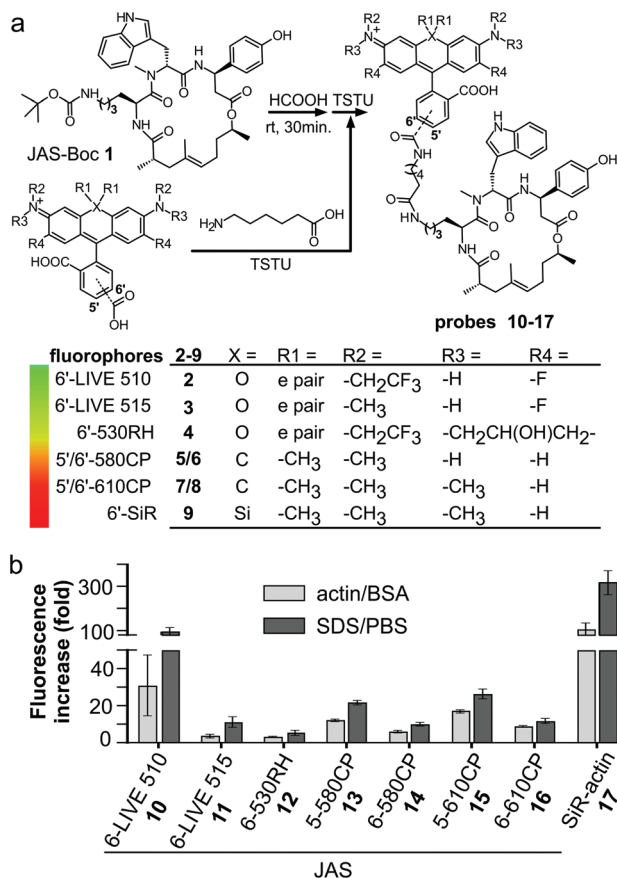 a
JAS-Boc 1
HCOOH
rt, 30min.
TSTU
TSTU
probes 10-17
fluorophores 2-9 X = R1 = R2 = R3 = R4 =
6'-LIVE 510 2 O e pair -CH2CF3 -H -F
6'-LIVE 515 3 O e pair -CH3 -H -F
6'-530RH 4 O e pair -CH2CF3 -CH2CH(OH)CH2-
5'/6'-580CP 5/6 C -CH3 -CH3 -H -H
5'/6'-610CP 7/8 C -CH3 -CH3 -CH3 -H
6'-SiR 9 Si -CH3 -CH3 -CH3 -H
b
Fluorescence
increase (fold)
300
100
40
20
0
actin/BSA
SDS/PBS
6-LIVE 510
10
6-LIVE 515
11
6-530RH
12
5-580CP
13
6-580CP
14
5-610CP
15
6-610CP
16
SiR-actin
17
JAS